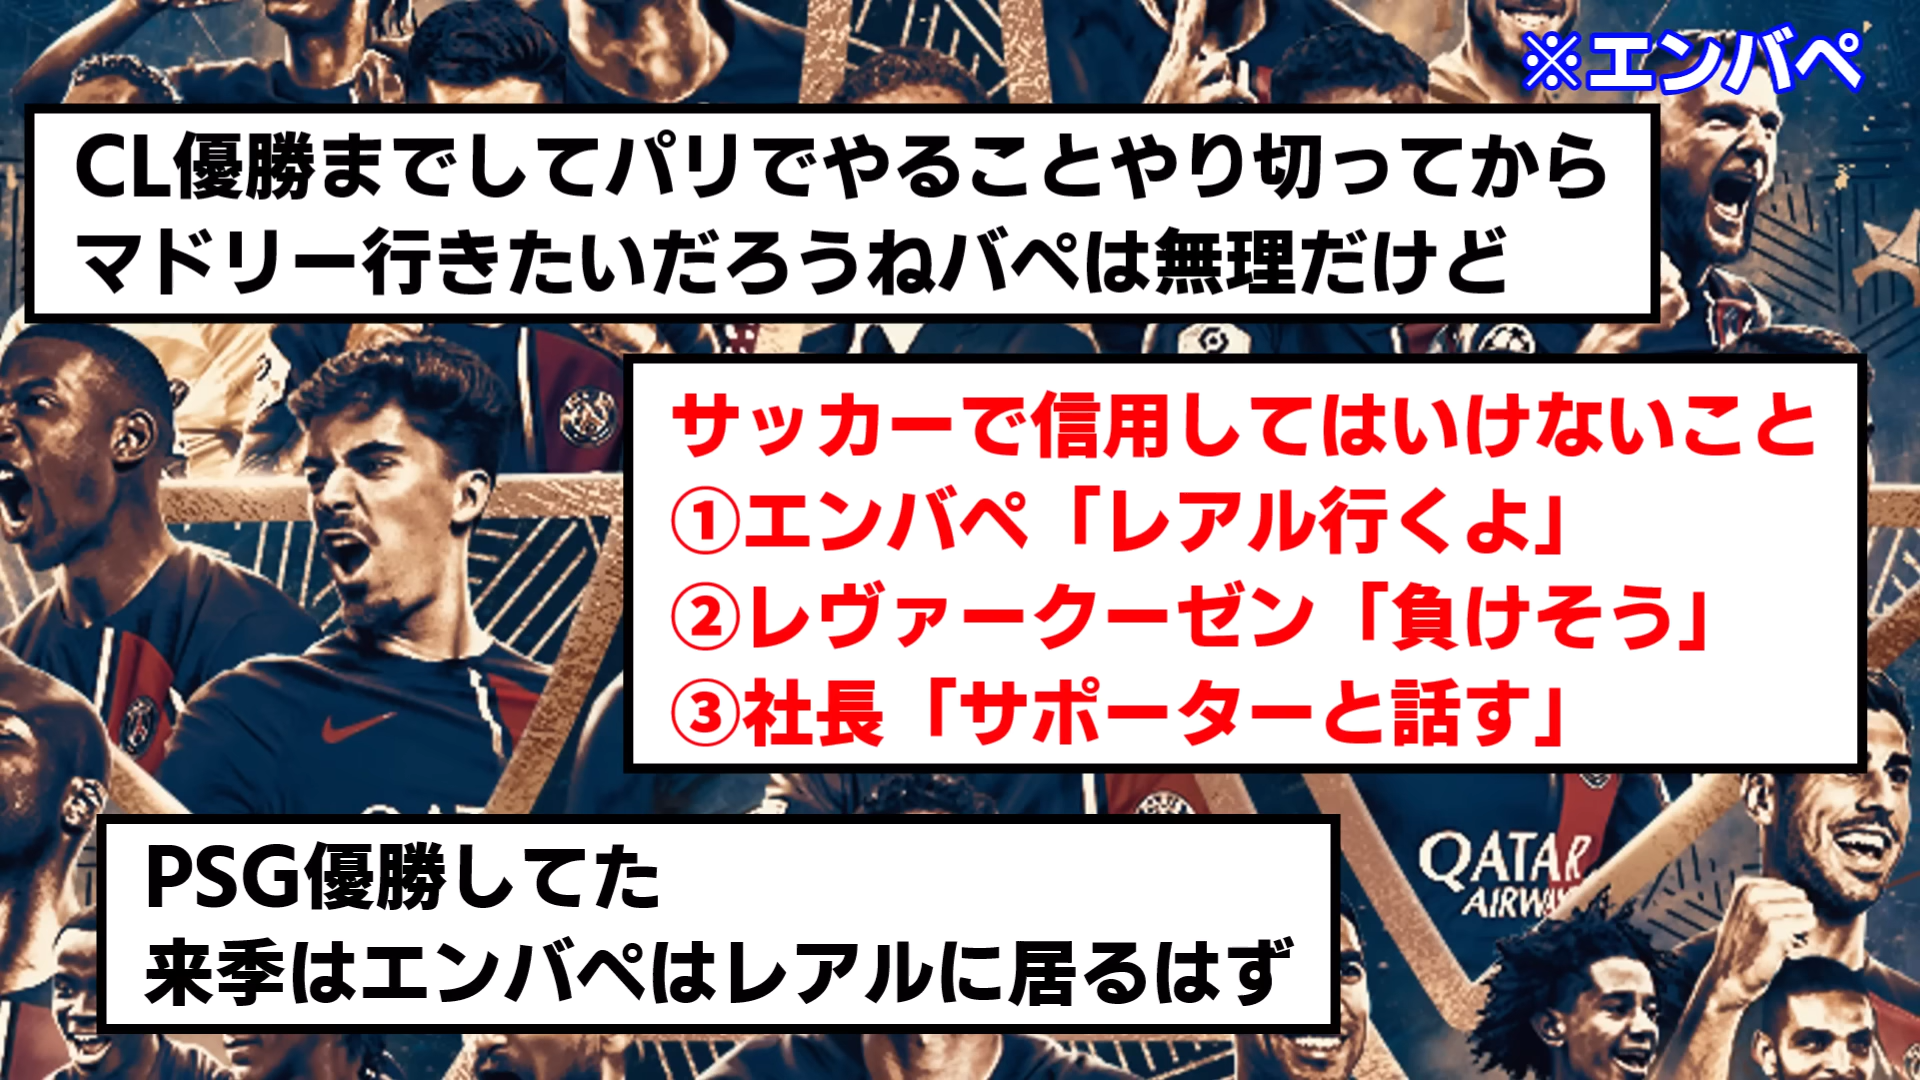 ※エンバペ
CL優勝までしてパリでやることやり切ってから
マドリー行きたいだろうねバペは無理だけど
サッカーで信用してはいけないこと
①エンバペ「レアル行くよ」
②レヴァークーゼン「負けそう」
③社長「サポーターと話す」
PSG優勝してた
来季はエンバペはレアルに居るはず
QATAR
AIRWAYS